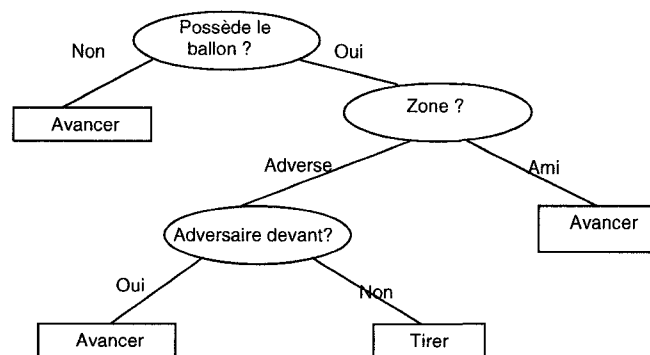 Possède le
ballon ?
Non
Oui
Avancer
Zone ?
Adverse
Ami
Avancer
Adversaire devant?
Oui
Non
Avancer
Tirer